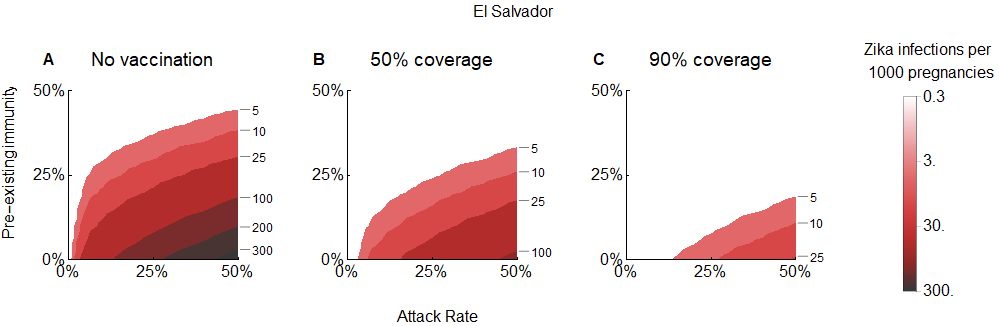 El Salvador
A No vaccination
B 50% coverage
C 90% coverage
Zika infections per
1000 pregnancies
Pre-existing immunity
50%
25%
0%
0% 25% 50%
5
10
25
100
200
300
50%
25%
0%
0% 25% 50%
5
10
25
100
50%
25%
0%
0% 25% 50%
5
10
25
0.3
3.
30.
300.
Attack Rate